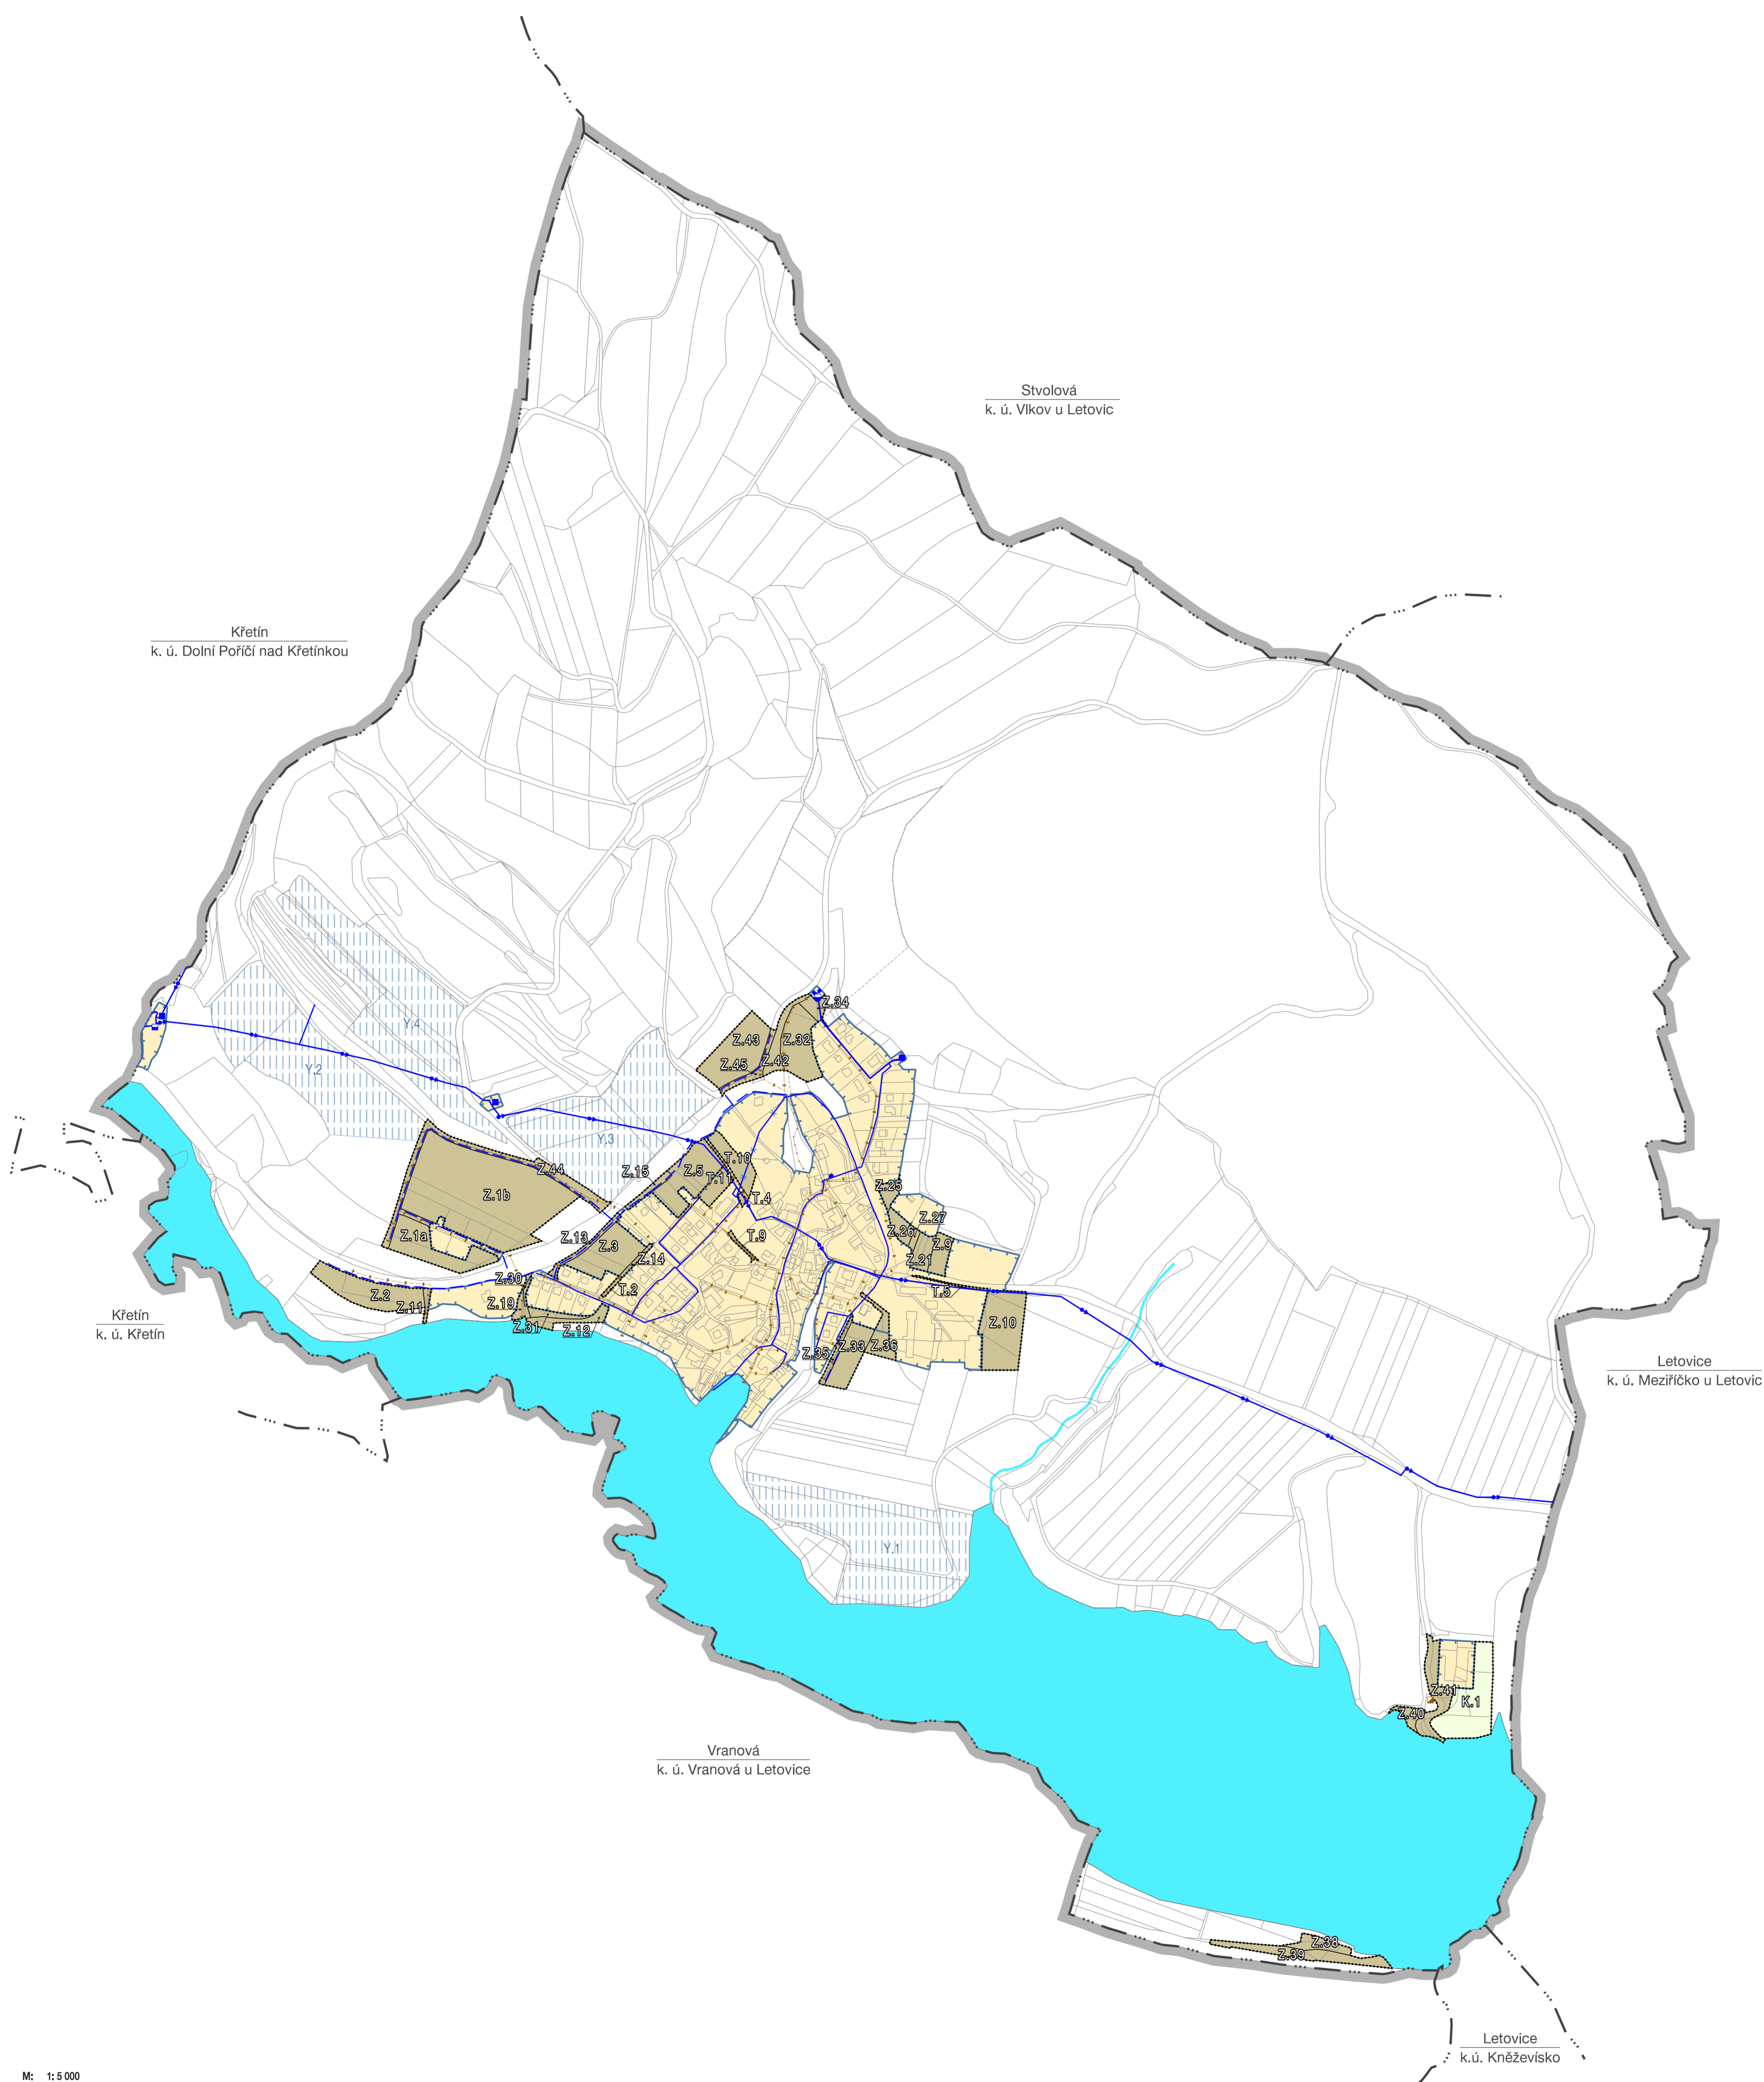 Stvolová
k. ú. Vlkov u Letovic
Křetín
k. ú. Dolní Poříčí nad Křetínkou
Z.34
Z.43
Z.32
Z.42
Z.45
Y.4
Y.2
Y.3
T.10
Z.15
Z.5
T.11
Z.44
Z.1b
T.4
Z.25
Z.27
Z.26
Z.1a
Z.13
Z.3
T.9
Z.9
Z.14
Z.21
Z.30
T.2
T.5
Z.2
Z.11
Z.19
Z.10
Křetín
k. ú. Křetín
Z.31
Z.12
Z.35
Z.33
Z.36
Letovice
k. ú. Meziříčko u Letovic
Y.1
Z.41
K.1
Z.40
Vranová
k. ú. Vranová u Letovice
Z.38
Z.39
Letovice
k.ú. Kněževísko
M: 1: 5 000